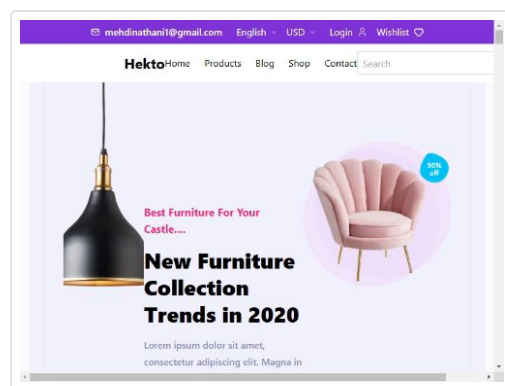 mehdinathani1@gmail.com English USD Login Wishlist
Hekto Home Products Blog Shop Contact Search
50%
off
Best Furniture For Your
Castle....
New Furniture
Collection
Trends in 2020
Lorem ipsum dolor sit amet,
consectetur adipiscing elit. Magna in